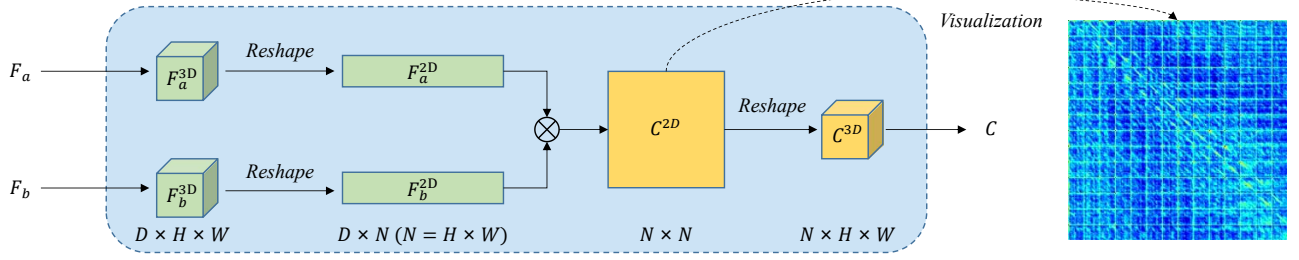 Visualization
F_a
F_a^{3D}
Reshape
F_a^{2D}
C^{2D}
Reshape
C^{3D}
C
F_b
F_b^{3D}
Reshape
F_b^{2D}
D × H × W
D × N (N = H × W)
N × N
N × H × W